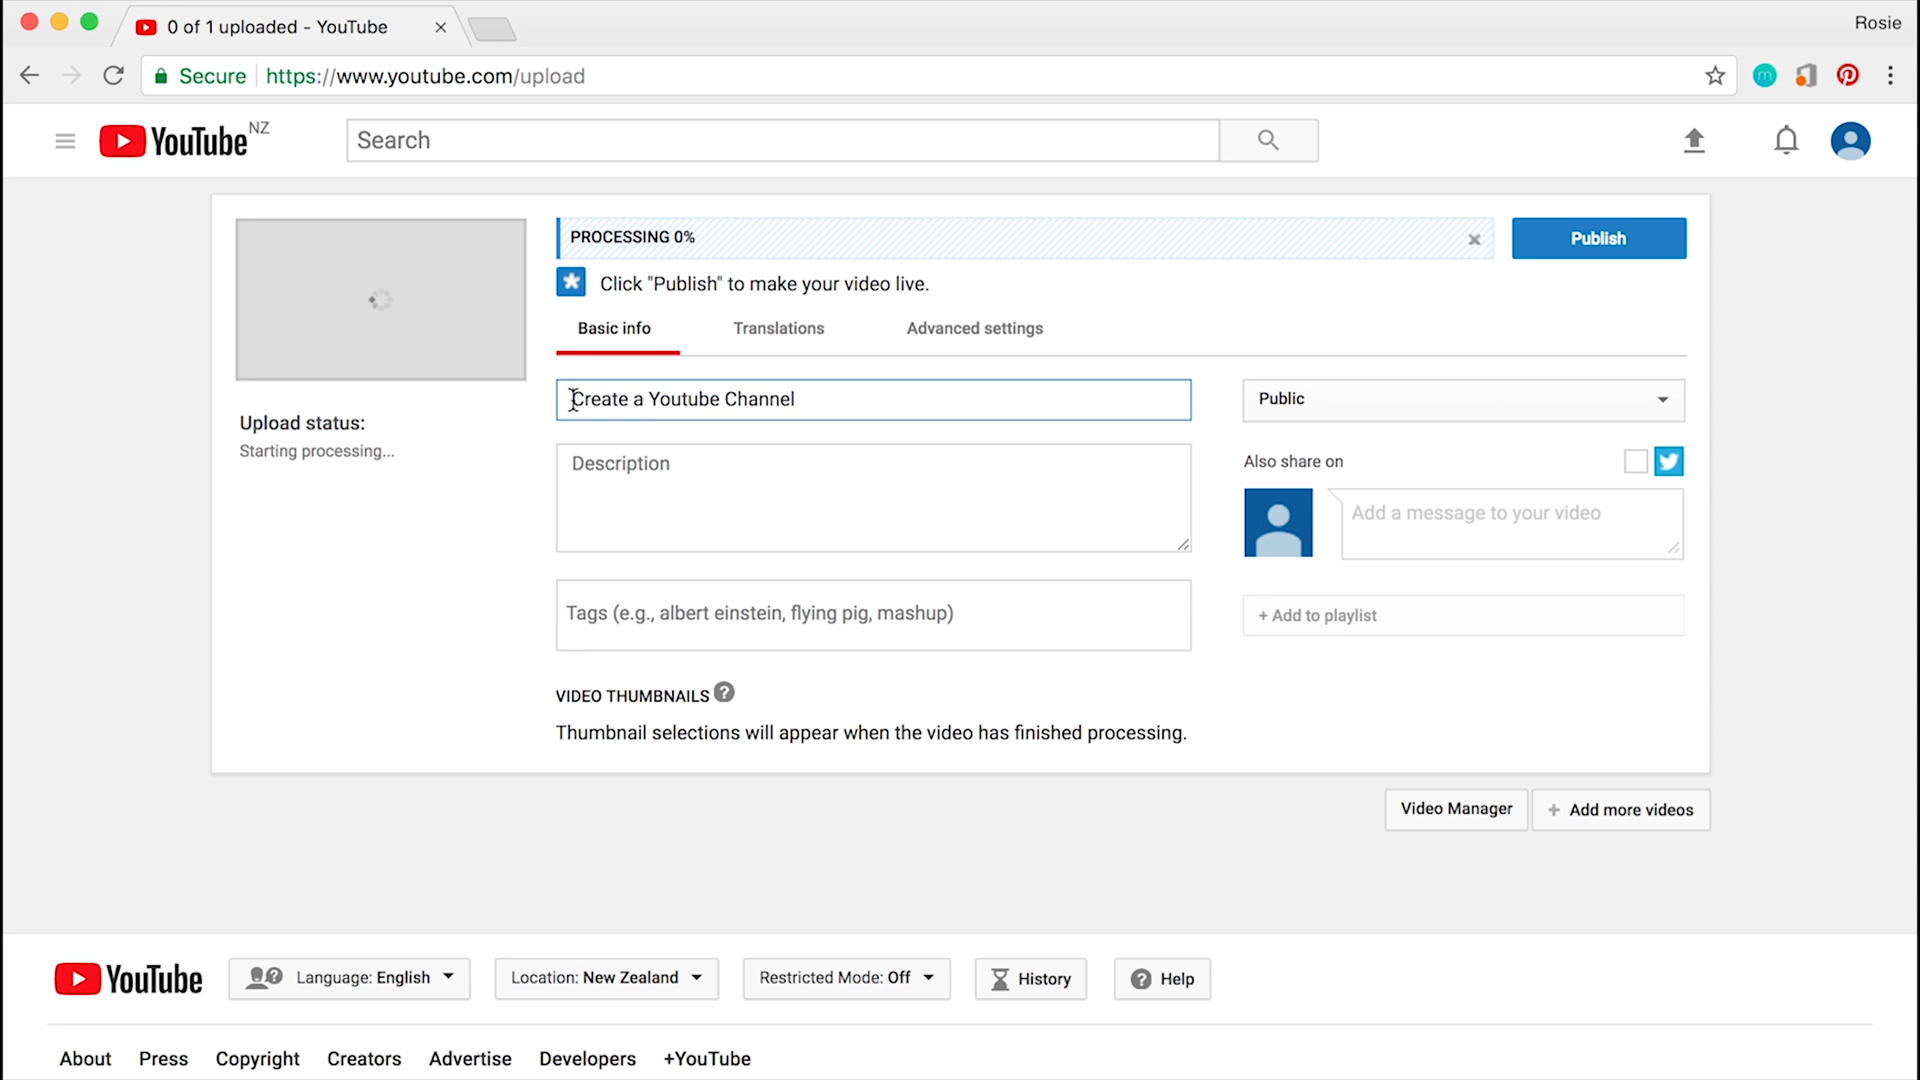 0 of 1 uploaded - YouTube
Rosie
Secure https://www.youtube.com/upload
m
YouTube NZ
Search
PROCESSING 0%
Publish
Click "Publish" to make your video live.
Basic info
Translations
Advanced settings
Create a Youtube Channel
Public
Upload status:
Starting processing...
Description
Also share on
Add a message to your video
Tags (e.g., albert einstein, flying pig, mashup)
+ Add to playlist
VIDEO THUMBNAILS ?
Thumbnail selections will appear when the video has finished processing.
Video Manager
+ Add more videos
YouTube
Language: English
Location: New Zealand
Restricted Mode: Off
History
Help
About Press Copyright Creators Advertise Developers +YouTube